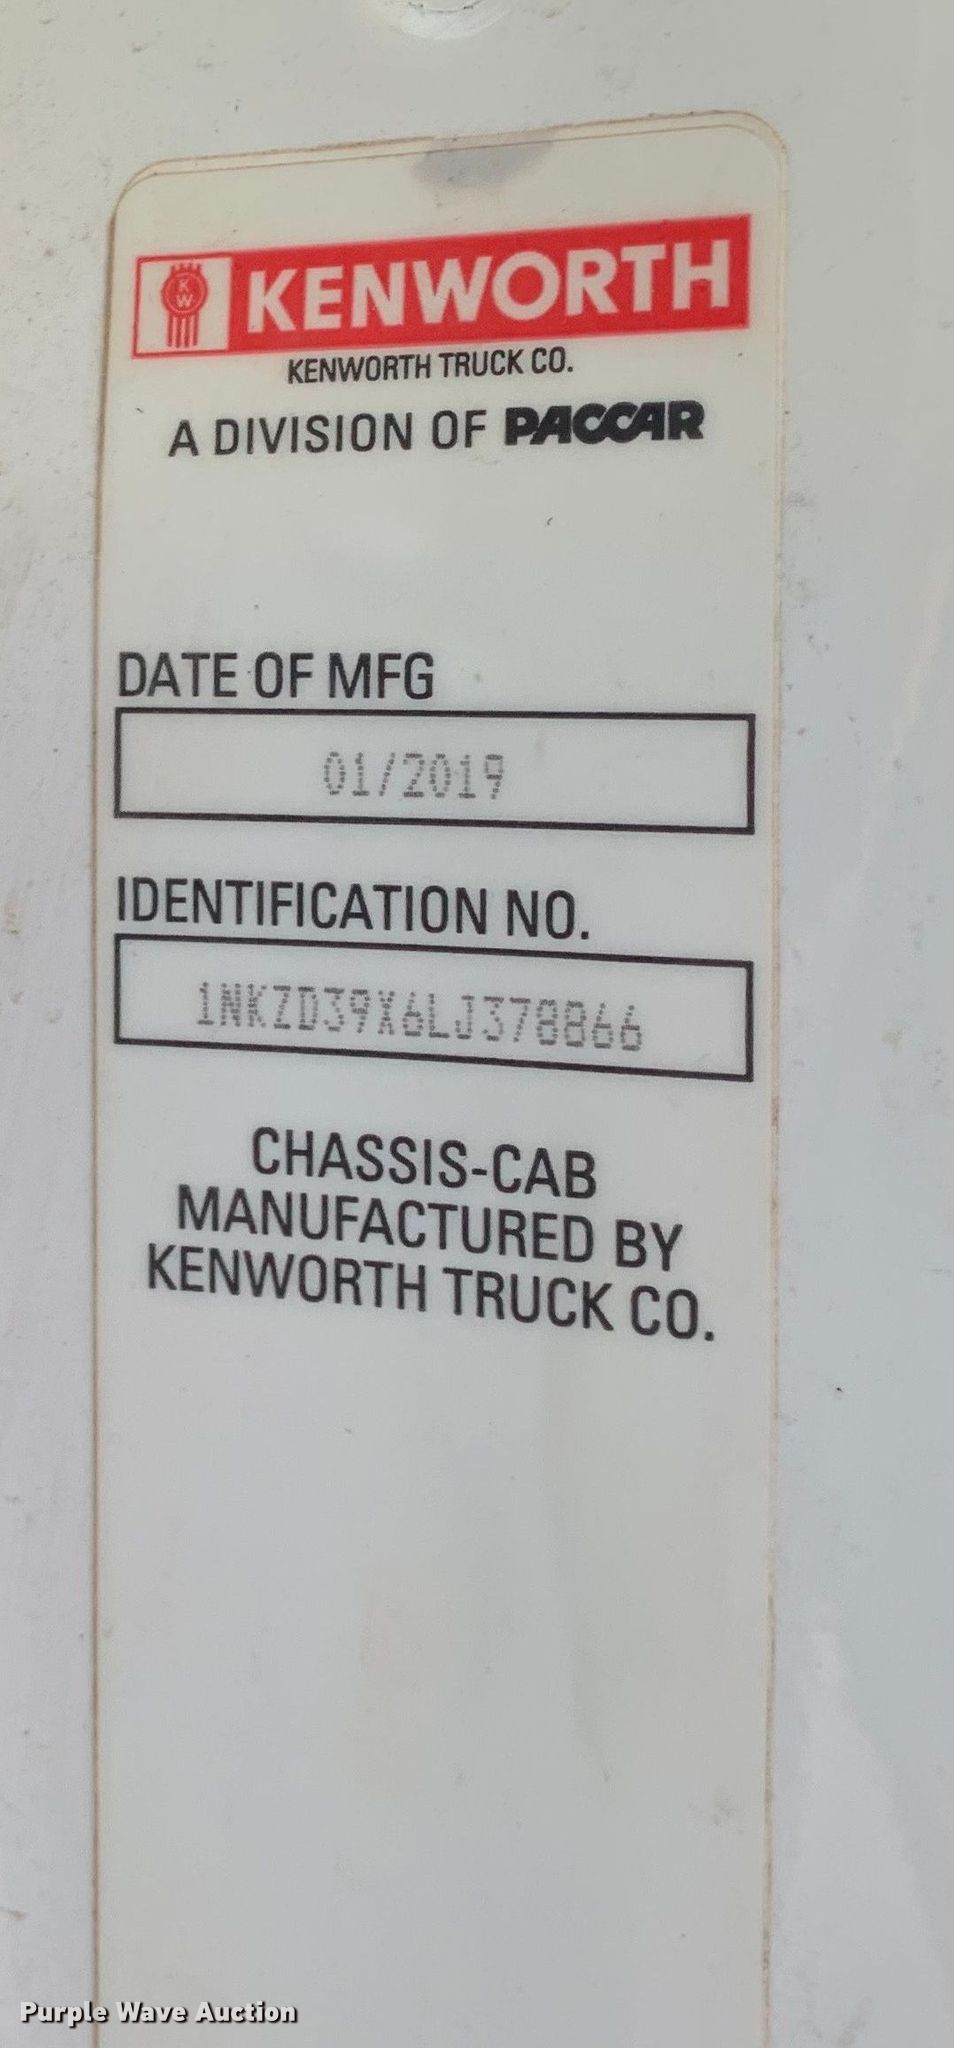 KW KENWORTH
KENWORTH TRUCK CO.
A DIVISION OF PACCAR
DATE OF MFG
01/2019
IDENTIFICATION NO.
1NKZD39X6LJ378866
CHASSIS-CAB
MANUFACTURED BY
KENWORTH TRUCK CO.
Purple Wave Auction